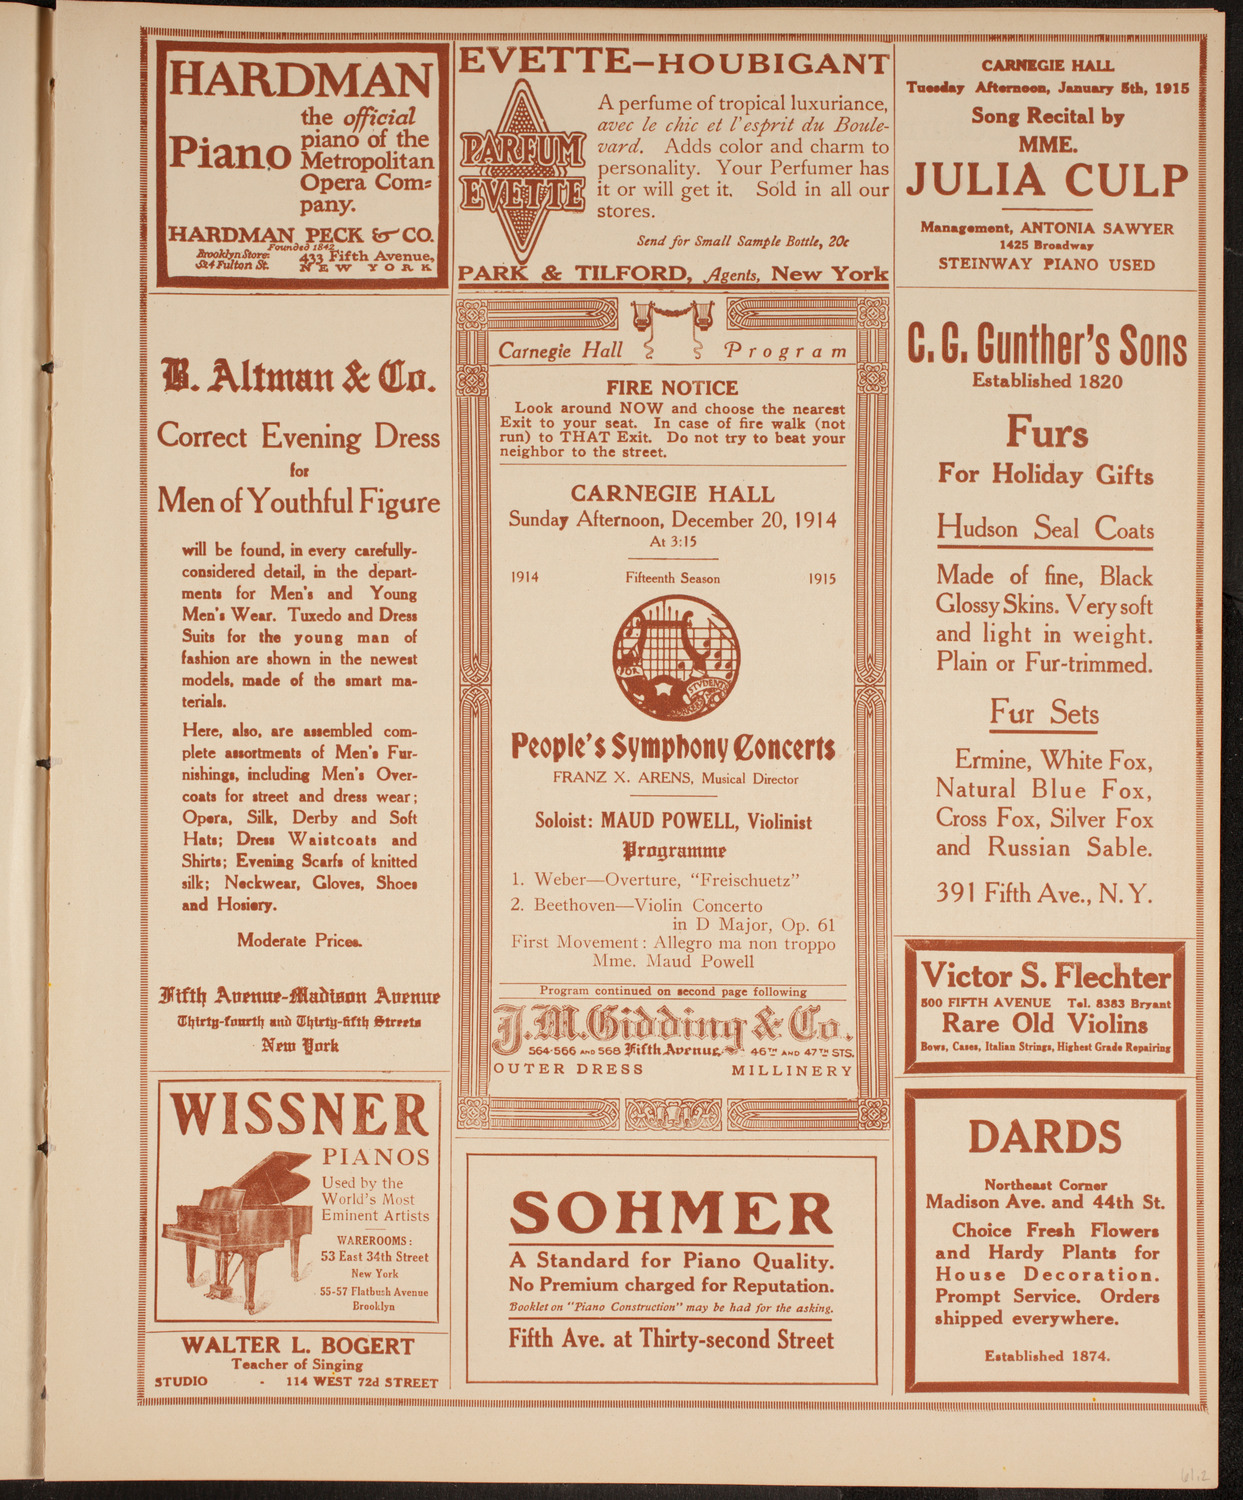 HARDMAN
Piano
the official
piano of the
Metropolitan
Opera Com=
pany.
HARDMAN, PECK & CO.
Founded 1842
Brooklyn Store:
524 Fulton St.
433 Fifth Avenue,
NEW YORK
B. Altman & Co.
Correct Evening Dress
for
Men of Youthful Figure
will be found, in every carefully-
considered detail, in the depart-
ments for Men's and Young
Men's Wear. Tuxedo and Dress
Suits for the young man of
fashion are shown in the newest
models, made of the smart ma-
terials.
Here, also, are assembled com-
plete assortments of Men's Fur-
nishings, including Men's Over-
coats for street and dress wear;
Opera, Silk, Derby and Soft
Hats; Dress Waistcoats and
Shirts; Evening Scarfs of knitted
silk; Neckwear, Gloves, Shoes
and Hosiery.
Moderate Prices.
Fifth Avenue-Madison Avenue
Thirty-fourth and Thirty-fifth Streets
New York
WISSNER
PIANOS
Used by the
World's Most
Eminent Artists
WAREROOMS:
53 East 34th Street
New York
55-57 Flatbush Avenue
Brooklyn
WALTER L. BOGERT
Teacher of Singing
STUDIO - 114 WEST 72d STREET
EVETTE—HOUBIGANT
PARFUM
EVETTE
A perfume of tropical luxuriance,
avec le chic et l'esprit du Boule-
vard. Adds color and charm to
personality. Your Perfumer has
it or will get it. Sold in all our
stores.
Send for Small Sample Bottle, 20c
PARK & TILFORD, Agents, New York
Carnegie Hall Program
FIRE NOTICE
Look around NOW and choose the nearest
Exit to your seat. In case of fire walk (not
run) to THAT Exit. Do not try to beat your
neighbor to the street.
CARNEGIE HALL
Sunday Afternoon, December 20, 1914
At 3:15
1914 Fifteenth Season 1915
FOR
STUDENTS
People's Symphony Concerts
FRANZ X. ARENS, Musical Director
Soloist: MAUD POWELL, Violinist
Programme
1. Weber—Overture, "Freischuetz"
2. Beethoven—Violin Concerto
in D Major, Op. 61
First Movement: Allegro ma non troppo
Mme. Maud Powell
Program continued on second page following
J.M. Gidding & Co.
564-566 AND 568 Fifth Avenue, 46TH AND 47TH STS.
OUTER DRESS MILLINERY
SOHMER
A Standard for Piano Quality.
No Premium charged for Reputation.
Booklet on "Piano Construction" may be had for the asking.
Fifth Ave. at Thirty-second Street
CARNEGIE HALL
Tuesday Afternoon, January 5th, 1915
Song Recital by
MME.
JULIA CULP
Management, ANTONIA SAWYER
1425 Broadway
STEINWAY PIANO USED
C. G. Gunther's Sons
Established 1820
Furs
For Holiday Gifts
Hudson Seal Coats
Made of fine, Black
Glossy Skins. Very soft
and light in weight.
Plain or Fur-trimmed.
Fur Sets
Ermine, White Fox,
Natural Blue Fox,
Cross Fox, Silver Fox
and Russian Sable.
391 Fifth Ave., N. Y.
Victor S. Flechter
500 FIFTH AVENUE Tel. 8383 Bryant
Rare Old Violins
Bows, Cases, Italian Strings, Highest Grade Repairing
DARDS
Northeast Corner
Madison Ave. and 44th St.
Choice Fresh Flowers
and Hardy Plants for
House Decoration.
Prompt Service. Orders
shipped everywhere.
Established 1874.